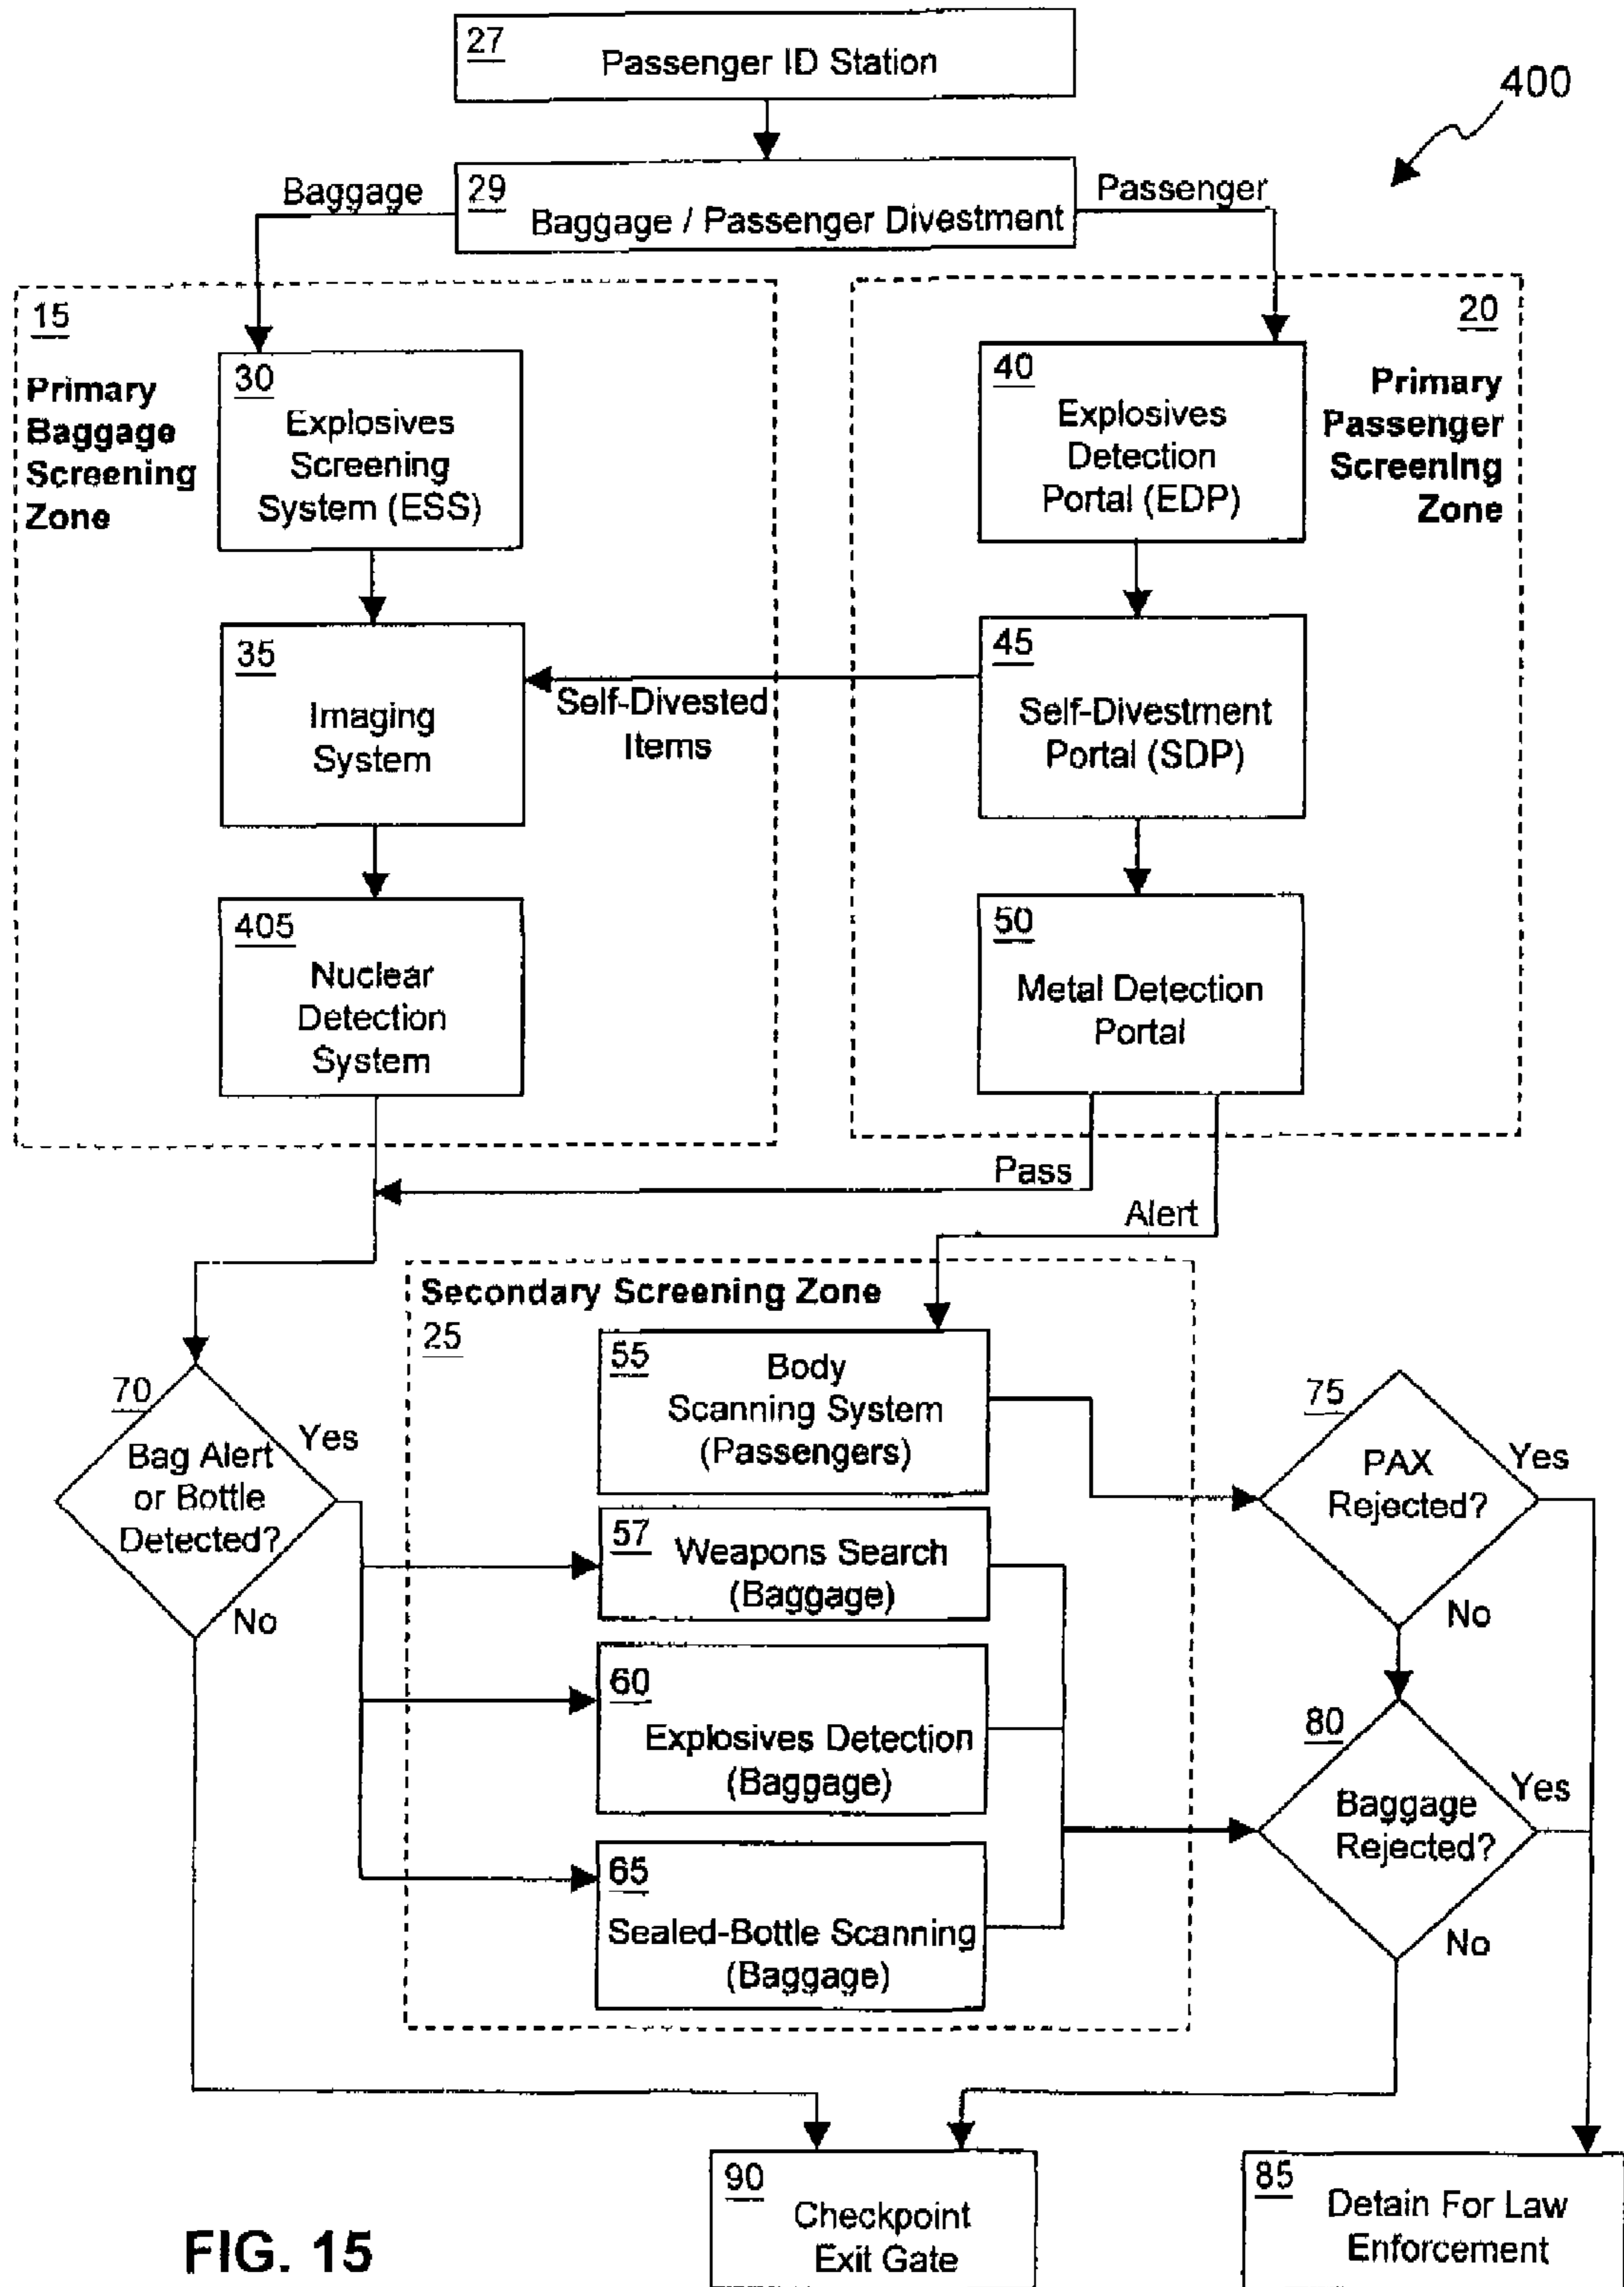 27
Passenger ID Station
400
Baggage
29
Baggage / Passenger Divestment
Passenger
15
Primary
Baggage
Screening
Zone
30
Explosives
Screening
System (ESS)
40
Explosives
Detection
Portal (EDP)
20
Primary
Passenger
Screening
Zone
35
Imaging
System
Self-Divested
Items
45
Self-Divestment
Portal (SDP)
405
Nuclear
Detection
System
50
Metal Detection
Portal
Pass
Alert
Secondary Screening Zone
25
55
Body
Scanning System
(Passengers)
70
Bag Alert
or Bottle
Detected?
Yes
No
75
PAX
Rejected?
Yes
No
57
Weapons Search
(Baggage)
60
Explosives Detection
(Baggage)
80
Baggage
Rejected?
Yes
No
65
Sealed-Bottle Scanning
(Baggage)
90
Checkpoint
Exit Gate
85
Detain For Law
Enforcement
FIG. 15